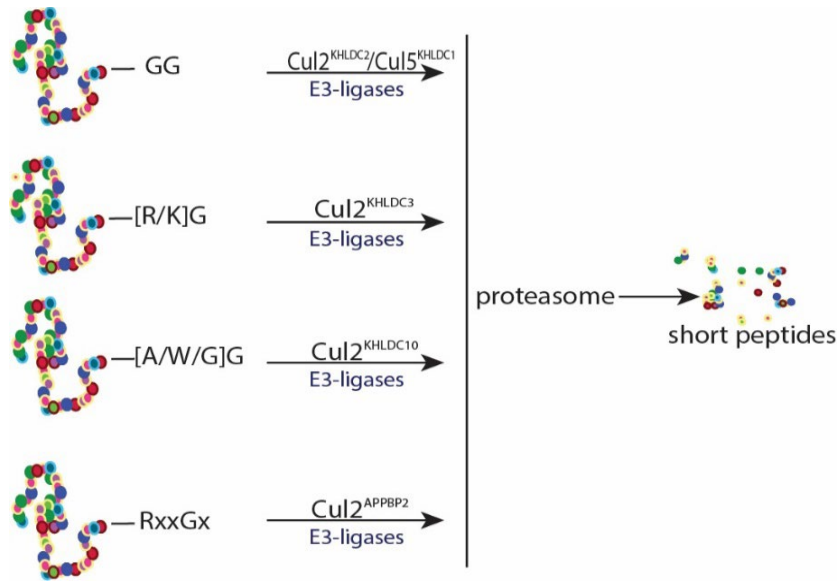 GG
Cul2KHLDC2/Cul5KHLDC1
E3-ligases
[R/K]G
Cul2KHLDC3
E3-ligases
proteasome
short peptides
[A/W/G]G
Cul2KHLDC10
E3-ligases
RxxGx
Cul2APPBP2
E3-ligases